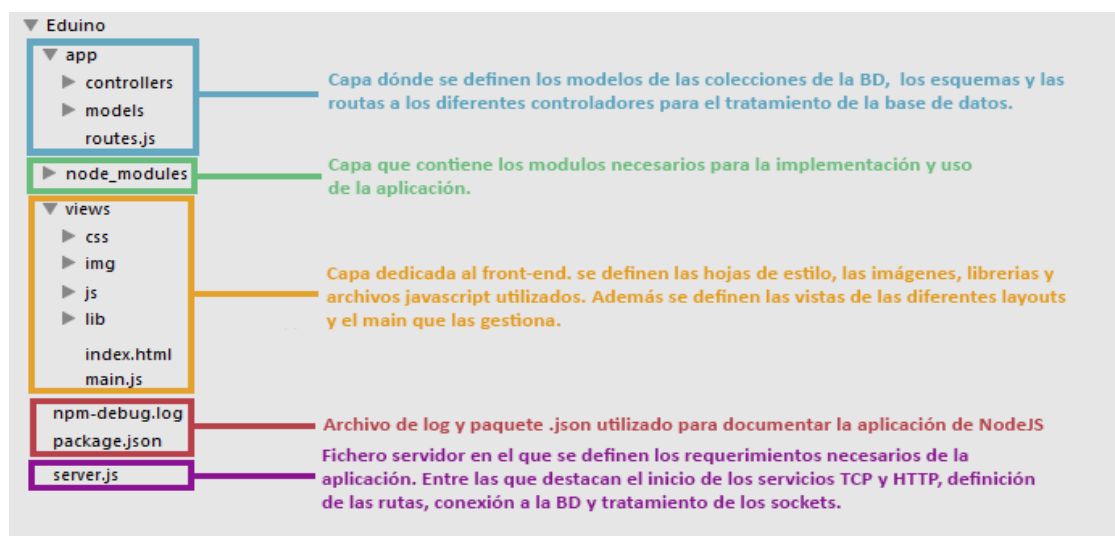 Eduino
app
controllers
models
routes.js
Capa dónde se definen los modelos de las colecciones de la BD, los esquemas y las
routas a los diferentes controladores para el tratamiento de la base de datos.
node_modules
Capa que contiene los modulos necesarios para la implementación y uso
de la aplicación.
views
css
img
js
lib
index.html
main.js
Capa dedicada al front-end. se definen las hojas de estilo, las imágenes, librerias y
archivos javascript utilizados. Además se definen las vistas de las diferentes layouts
y el main que las gestiona.
npm-debug.log
package.json
Archivo de log y paquete .json utilizado para documentar la aplicación de NodeJS
server.js
Fichero servidor en el que se definen los requerimientos necesarios de la
aplicación. Entre las que destacan el inicio de los servicios TCP y HTTP, definición
de las rutas, conexión a la BD y tratamiento de los sockets.